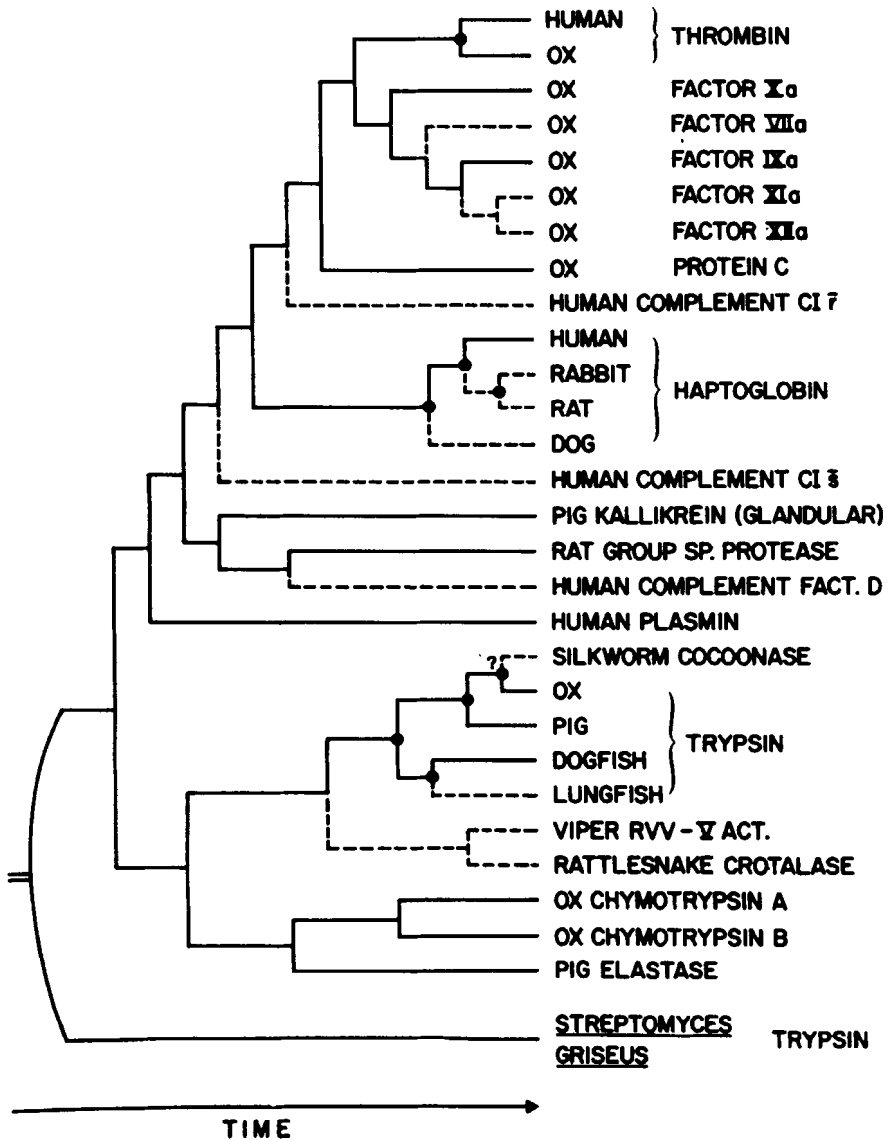 HUMAN THROMBIN
OX
OX FACTOR Xa
OX FACTOR VIIa
OX FACTOR IXa
OX FACTOR XIa
OX FACTOR XIIa
OX PROTEIN C
HUMAN COMPLEMENT CI r̄
HUMAN
RABBIT
HAPTOGLOBIN
RAT
DOG
HUMAN COMPLEMENT CI s̄
PIG KALLIKREIN (GLANDULAR)
RAT GROUP SP. PROTEASE
HUMAN COMPLEMENT FACT. D
HUMAN PLASMIN
? SILKWORM COCOONASE
OX
PIG
TRYPSIN
DOGFISH
LUNGFISH
VIPER RVV-V ACT.
RATTLESNAKE CROTALASE
OX CHYMOTRYPSIN A
OX CHYMOTRYPSIN B
PIG ELASTASE
STREPTOMYCES
GRISEUS
TRYPSIN
TIME